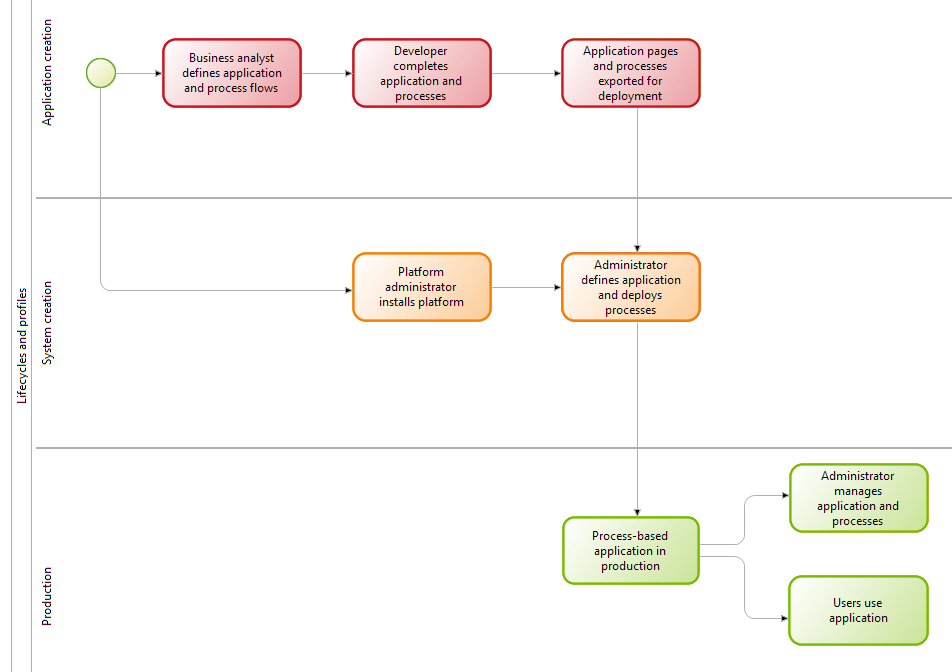 Lifecycles and profiles
Application creation
Business analyst
defines application
and process flows
Developer
completes
application and
processes
Application pages
and processes
exported for
deployment
System creation
Platform
administrator
installs platform
Administrator
defines application
and deploys
processes
Production
Process-based
application in
production
Administrator
manages
application and
processes
Users use
application